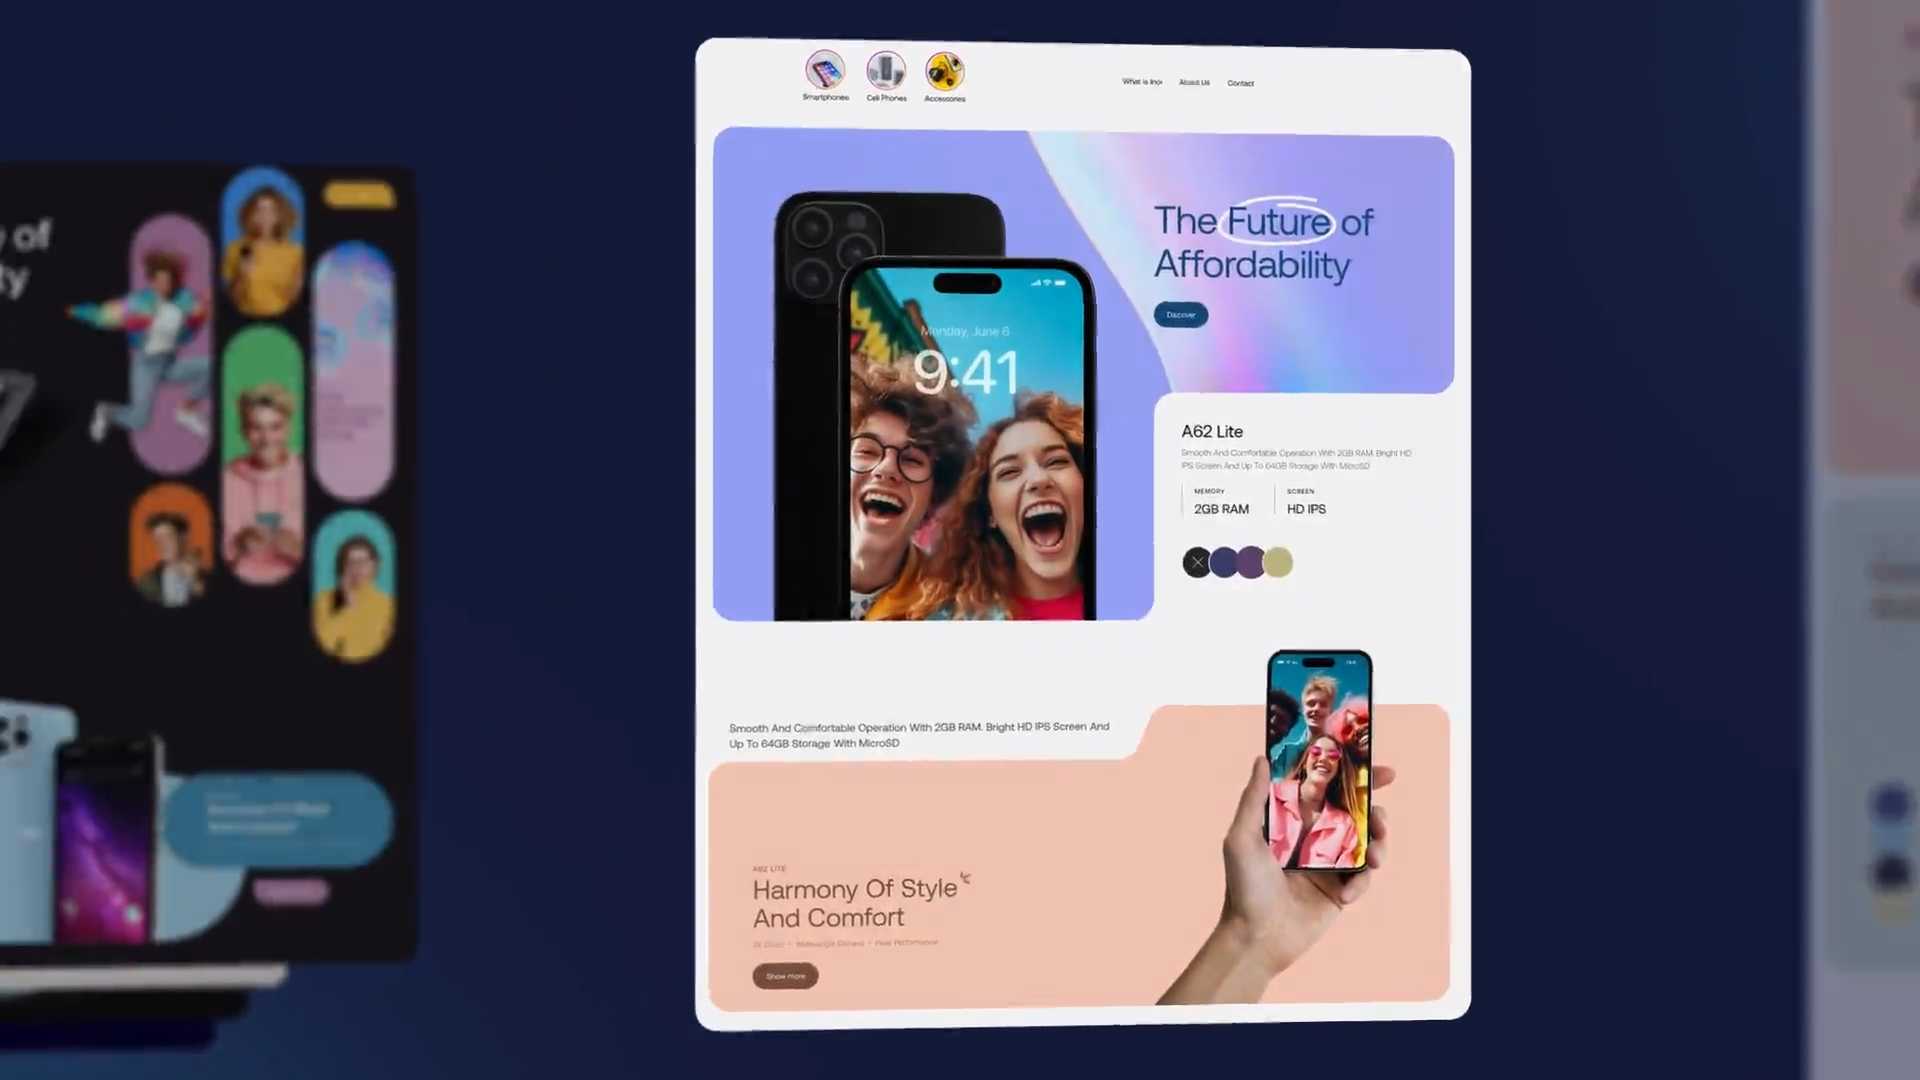 of
Smartphones
Cell Phones
Accessories
What is Inoi
About Us
Contact
The Future of
Affordability
Discover
Monday, June 6
9:41
A62 Lite
Smooth And Comfortable Operation With 2GB RAM. Bright HD
IPS Screen And Up To 64GB Storage With MicroSD
MEMORY
2GB RAM
SCREEN
HD IPS
Smooth And Comfortable Operation With 2GB RAM. Bright HD IPS Screen And
Up To 64GB Storage With MicroSD
A62 LITE
Harmony Of Style
And Comfort
Show more